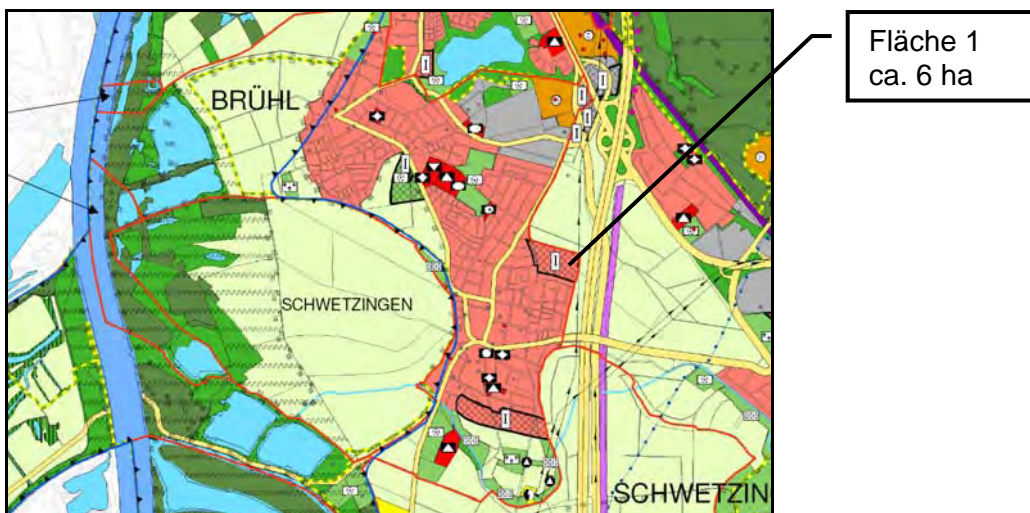 BRÜHL
SCHWETZINGEN
SCHWETZIN
Fläche 1
ca. 6 ha